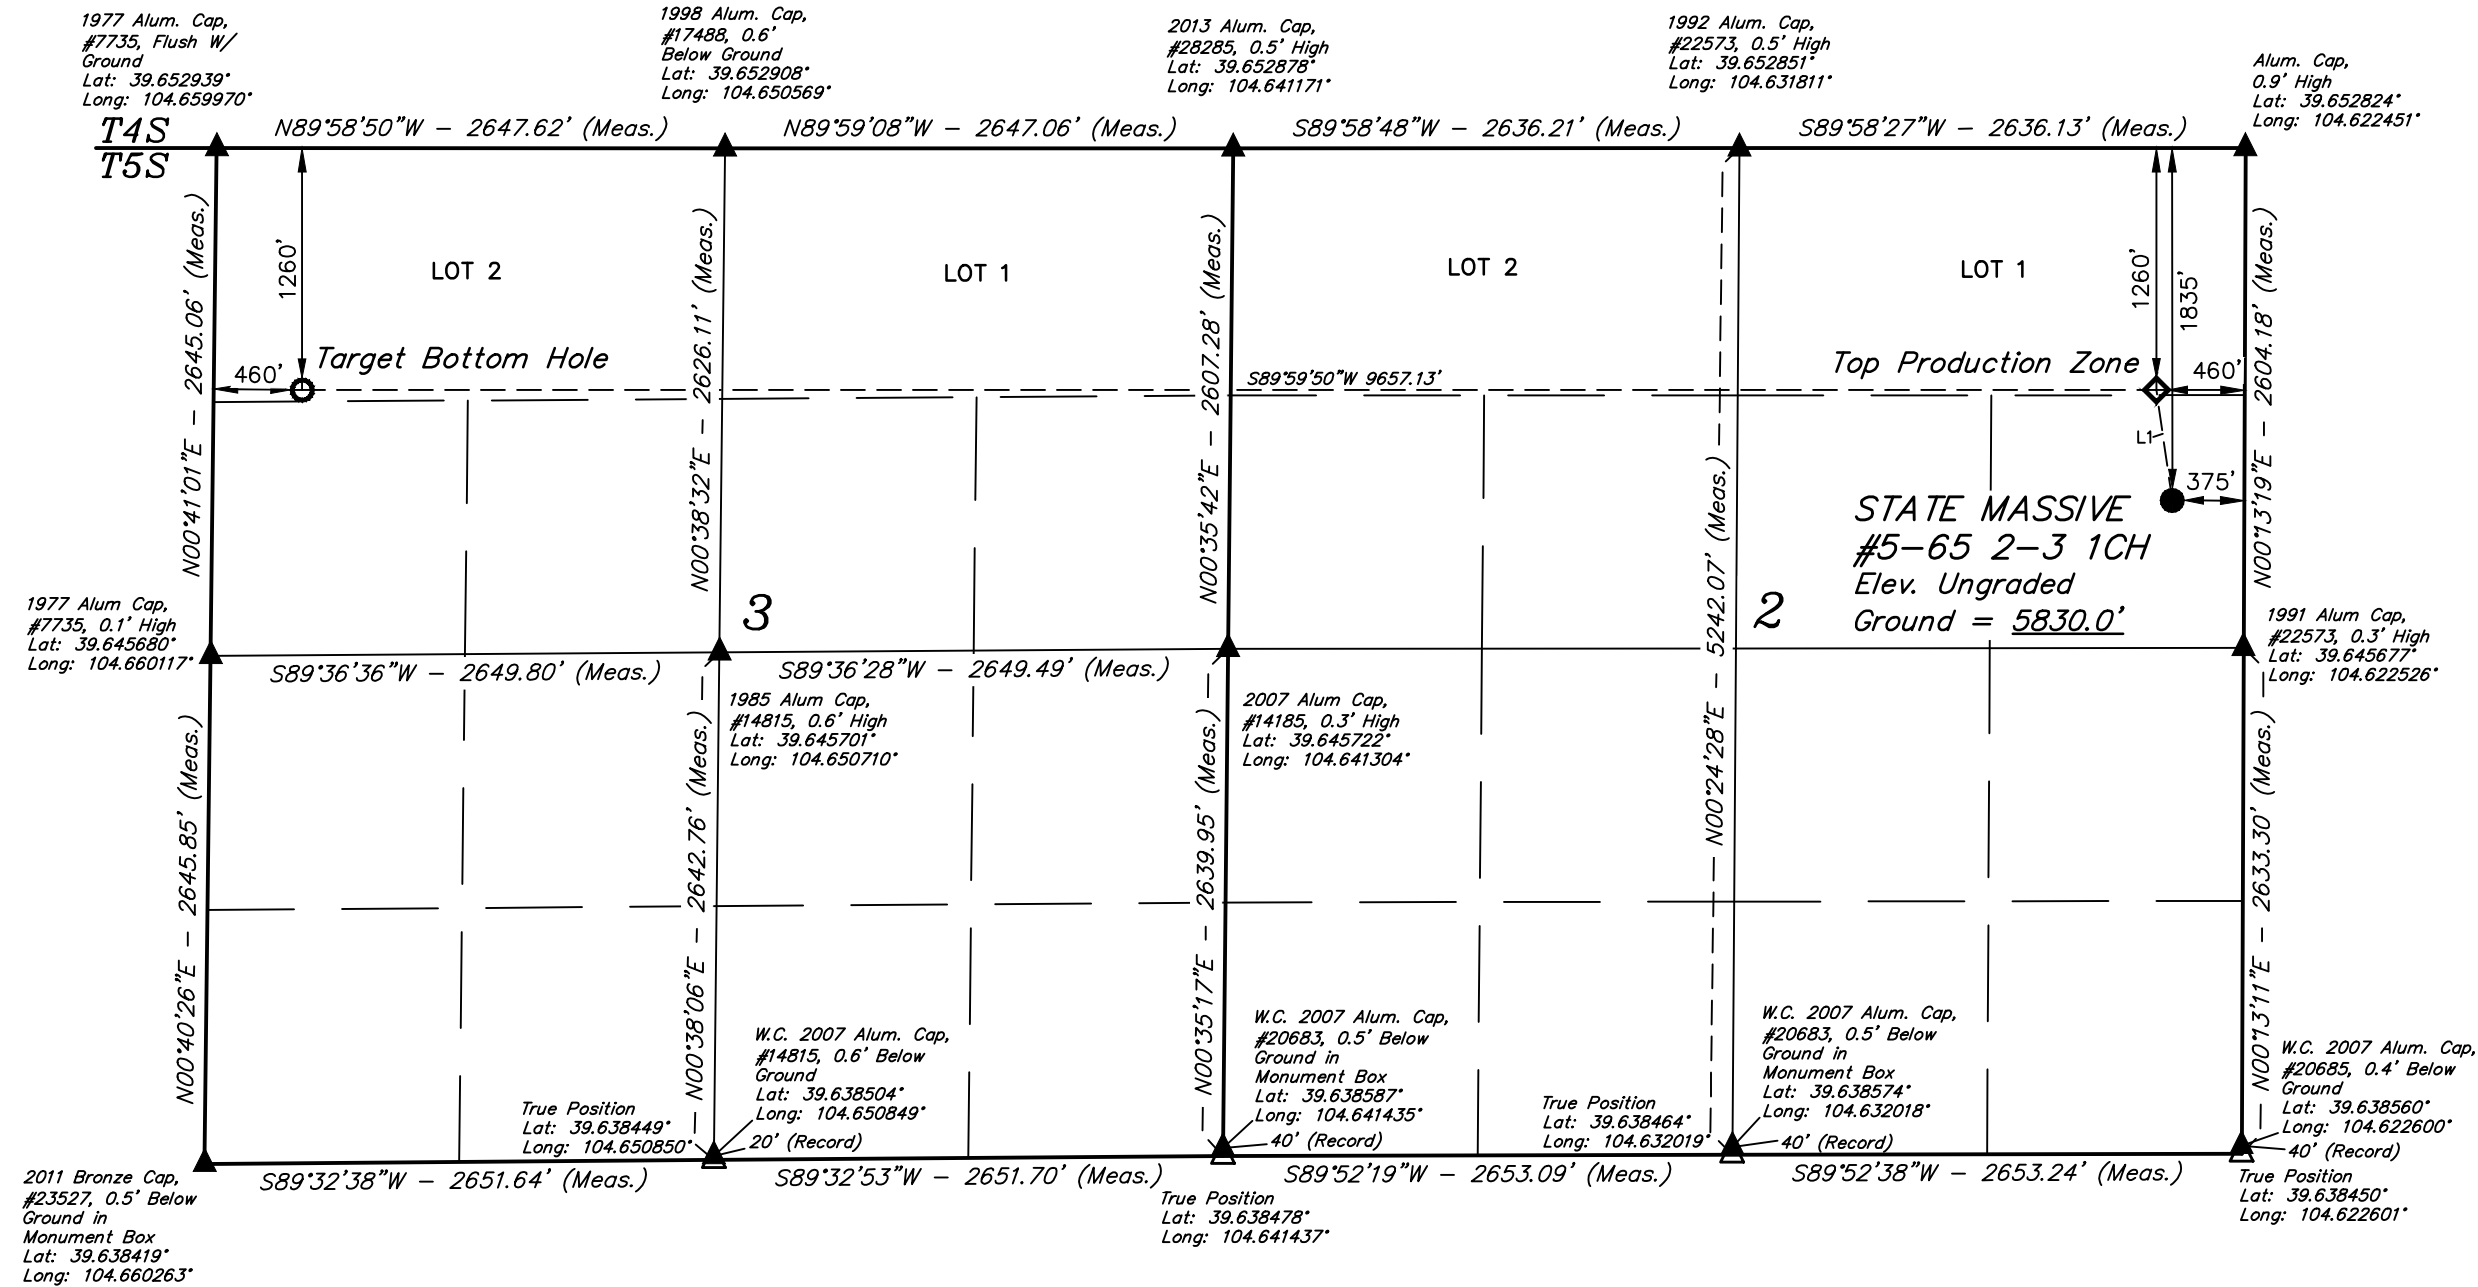 1977 Alum. Cap,
#7735, Flush W/
Ground
Lat: 39.652939°
Long: 104.659970°
1998 Alum. Cap,
#17488, 0.6'
Below Ground
Lat: 39.652908°
Long: 104.650569°
2013 Alum. Cap,
#28285, 0.5' High
Lat: 39.652878°
Long: 104.641171°
1992 Alum. Cap,
#22573, 0.5' High
Lat: 39.652851°
Long: 104.631811°
Alum. Cap,
0.9' High
Lat: 39.652824°
Long: 104.622451°
T4S
T5S
N89°58'50"W - 2647.62' (Meas.)
N89°59'08"W - 2647.06' (Meas.)
S89°58'48"W - 2636.21' (Meas.)
S89°58'27"W - 2636.13' (Meas.)
N00°41'01"E - 2645.06' (Meas.)
1260'
LOT 2
N00°38'32"E - 2626.11' (Meas.)
LOT 1
N00°35'42"E - 2607.28' (Meas.)
LOT 2
LOT 1
1260'
1835'
N00°13'19"E - 2604.18' (Meas.)
460'
Target Bottom Hole
S89°59'50"W 9657.13'
Top Production Zone
460'
L1
375'
STATE MASSIVE
#5-65 2-3 1CH
Elev. Ungraded
Ground = 5830.0'
3
2
N00°24'28"E - 5242.07' (Meas.)
1977 Alum Cap,
#7735, 0.1' High
Lat: 39.645680°
Long: 104.660117°
S89°36'36"W - 2649.80' (Meas.)
S89°36'28"W - 2649.49' (Meas.)
1985 Alum Cap,
#14815, 0.6' High
Lat: 39.645701°
Long: 104.650710°
2007 Alum Cap,
#14185, 0.3' High
Lat: 39.645722°
Long: 104.641304°
1991 Alum Cap,
#22573, 0.3' High
Lat: 39.645677°
Long: 104.622526°
N00°40'26"E - 2645.85' (Meas.)
N00°38'06"E - 2642.76' (Meas.)
N00°35'17"E - 2639.95' (Meas.)
N00°13'11"E - 2633.30' (Meas.)
True Position
Lat: 39.638449°
Long: 104.650850°
W.C. 2007 Alum. Cap,
#14815, 0.6' Below
Ground
Lat: 39.638504°
Long: 104.650849°
20' (Record)
W.C. 2007 Alum. Cap,
#20683, 0.5' Below
Ground in
Monument Box
Lat: 39.638587°
Long: 104.641435°
40' (Record)
True Position
Lat: 39.638464°
Long: 104.632019°
W.C. 2007 Alum. Cap,
#20683, 0.5' Below
Ground in
Monument Box
Lat: 39.638574°
Long: 104.632018°
40' (Record)
W.C. 2007 Alum. Cap,
#20685, 0.4' Below
Ground
Lat: 39.638560°
Long: 104.622600°
40' (Record)
2011 Bronze Cap,
#23527, 0.5' Below
Ground in
Monument Box
Lat: 39.638419°
Long: 104.660263°
S89°32'38"W - 2651.64' (Meas.)
S89°32'53"W - 2651.70' (Meas.)
S89°52'19"W - 2653.09' (Meas.)
S89°52'38"W - 2653.24' (Meas.)
True Position
Lat: 39.638478°
Long: 104.641437°
True Position
Lat: 39.638450°
Long: 104.622601°